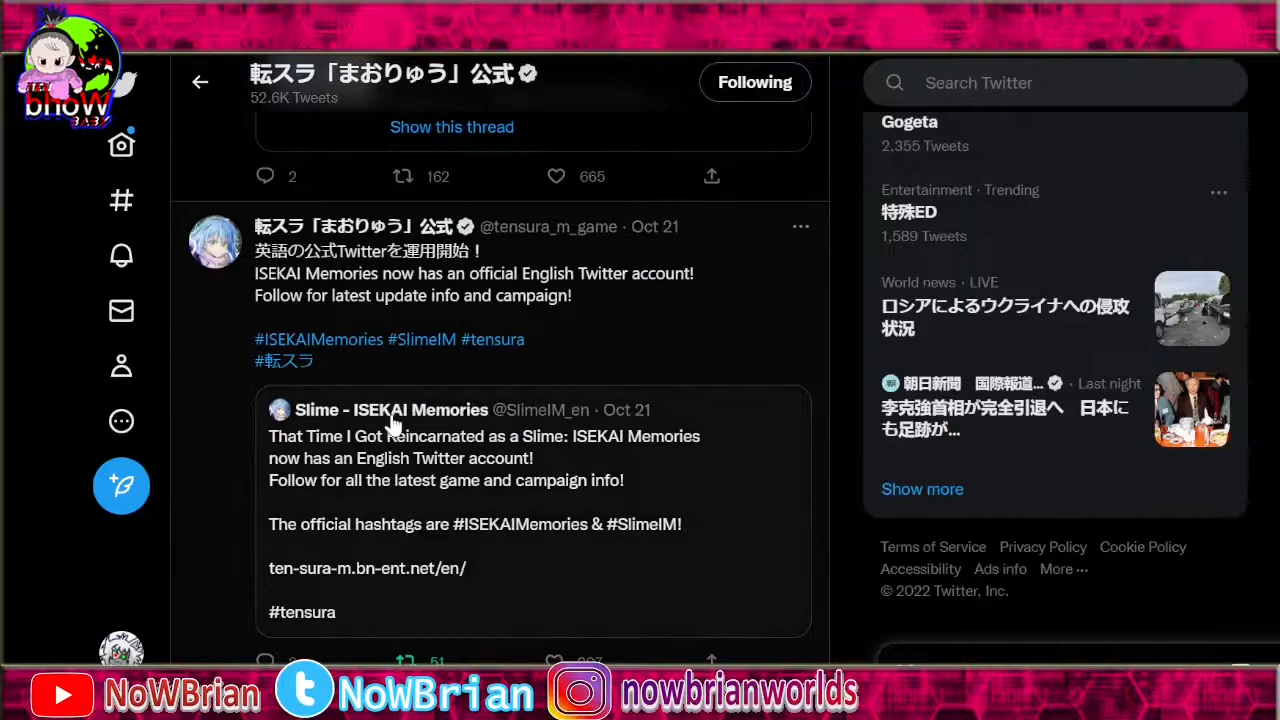 bhoW
BABY
転スラ「まおりゅう」公式
52.6K Tweets
Following
Search Twitter
Show this thread
2
162
665
転スラ「まおりゅう」公式 @tensura_m_game · Oct 21
英語の公式Twitterを運用開始！
ISEKAI Memories now has an official English Twitter account!
Follow for latest update info and campaign!
#ISEKAIMemories #SlimeIM #tensura
#転スラ
Slime - ISEKAI Memories @SlimeIM_en · Oct 21
That Time I Got Reincarnated as a Slime: ISEKAI Memories
now has an English Twitter account!
Follow for all the latest game and campaign info!
The official hashtags are #ISEKAIMemories & #SlimeIM!
ten-sura-m.bn-ent.net/en/
#tensura
51
Gogeta
2,355 Tweets
Entertainment · Trending
特殊ED
1,589 Tweets
World news · LIVE
ロシアによるウクライナへの侵攻
状況
朝日新聞 国際報道... · Last night
李克強首相が完全引退へ 日本に
も足跡が...
Show more
Terms of Service Privacy Policy Cookie Policy
Accessibility Ads info More ···
© 2022 Twitter, Inc.
NoWBrian
NoWBrian
nowbrianworlds